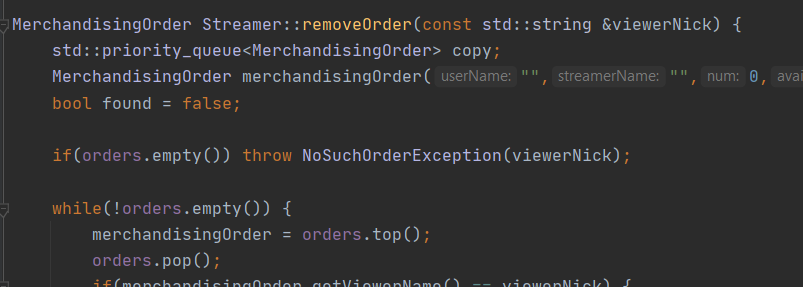 MerchandisingOrder Streamer::removeOrder(const std::string &viewerNick) {
std::priority_queue<MerchandisingOrder> copy;
MerchandisingOrder merchandisingOrder( userName: "", streamerName: "", num: 0, avai
bool found = false;
if(orders.empty()) throw NoSuchOrderException(viewerNick);
while(!orders.empty()) {
merchandisingOrder = orders.top();
orders.pop();
if(merchandisingOrder.getViewerName() == viewerNick) {